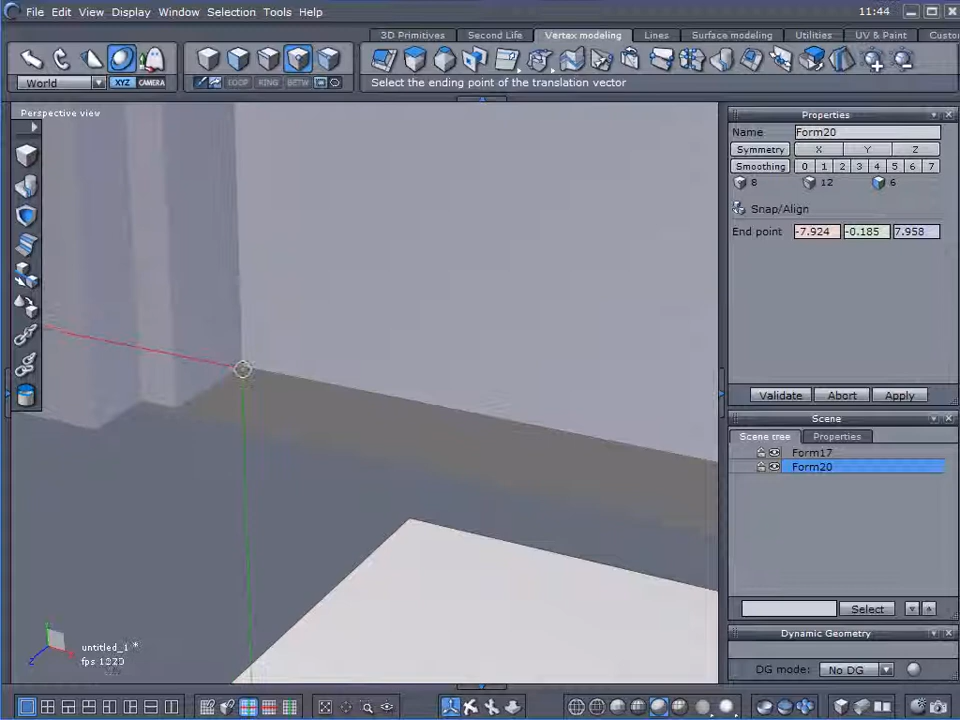 File Edit View Display Window Selection Tools Help 11:44
3D Primitives Second Life Vertex modeling Lines Surface modeling Utilities UV & Paint Custo
World XYZ CAMERA LOOP RING BETW Select the ending point of the translation vector
Perspective view
Properties
Name Form20
Symmetry X Y Z
Smoothing 0 1 2 3 4 5 6 7
8 12 6
Snap/Align
End point -7.924 -0.185 7.958
Validate Abort Apply
Scene
Scene tree Properties
Form17
Form20
Select
Dynamic Geometry
DG mode: No DG
untitled_1 *
fps 1220